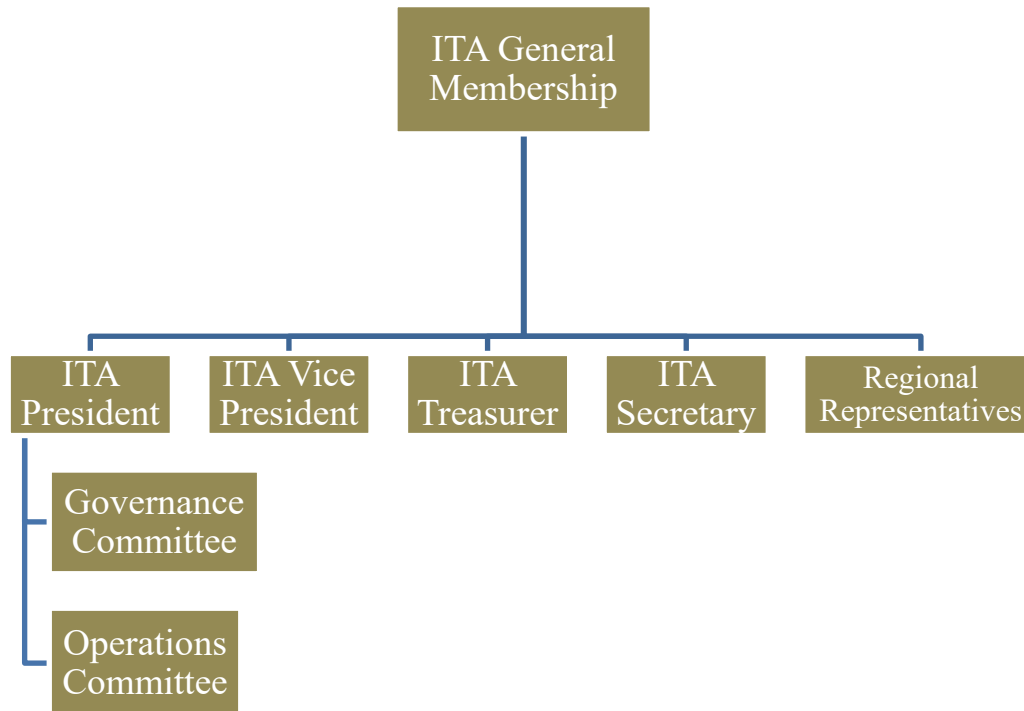 ITA General
Membership
ITA
President
ITA Vice
President
ITA
Treasurer
ITA
Secretary
Regional
Representatives
Governance
Committee
Operations
Committee